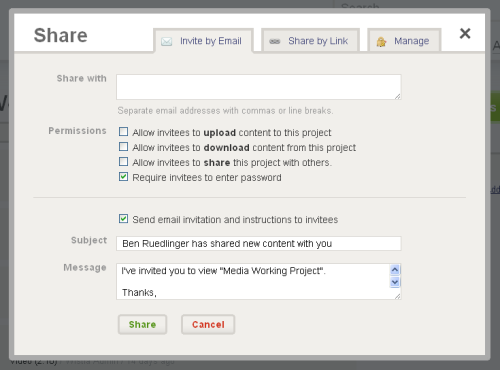 Search
Share
Invite by Email
Share by Link
Manage
Share with
Separate email addresses with commas or line breaks.
Permissions
Allow invitees to upload content to this project
Allow invitees to download content from this project
Allow invitees to share this project with others.
Require invitees to enter password
Send email invitation and instructions to invitees
Subject
Ben Ruedlinger has shared new content with you
Message
I've invited you to view "Media Working Project".
Thanks,
Share
Cancel